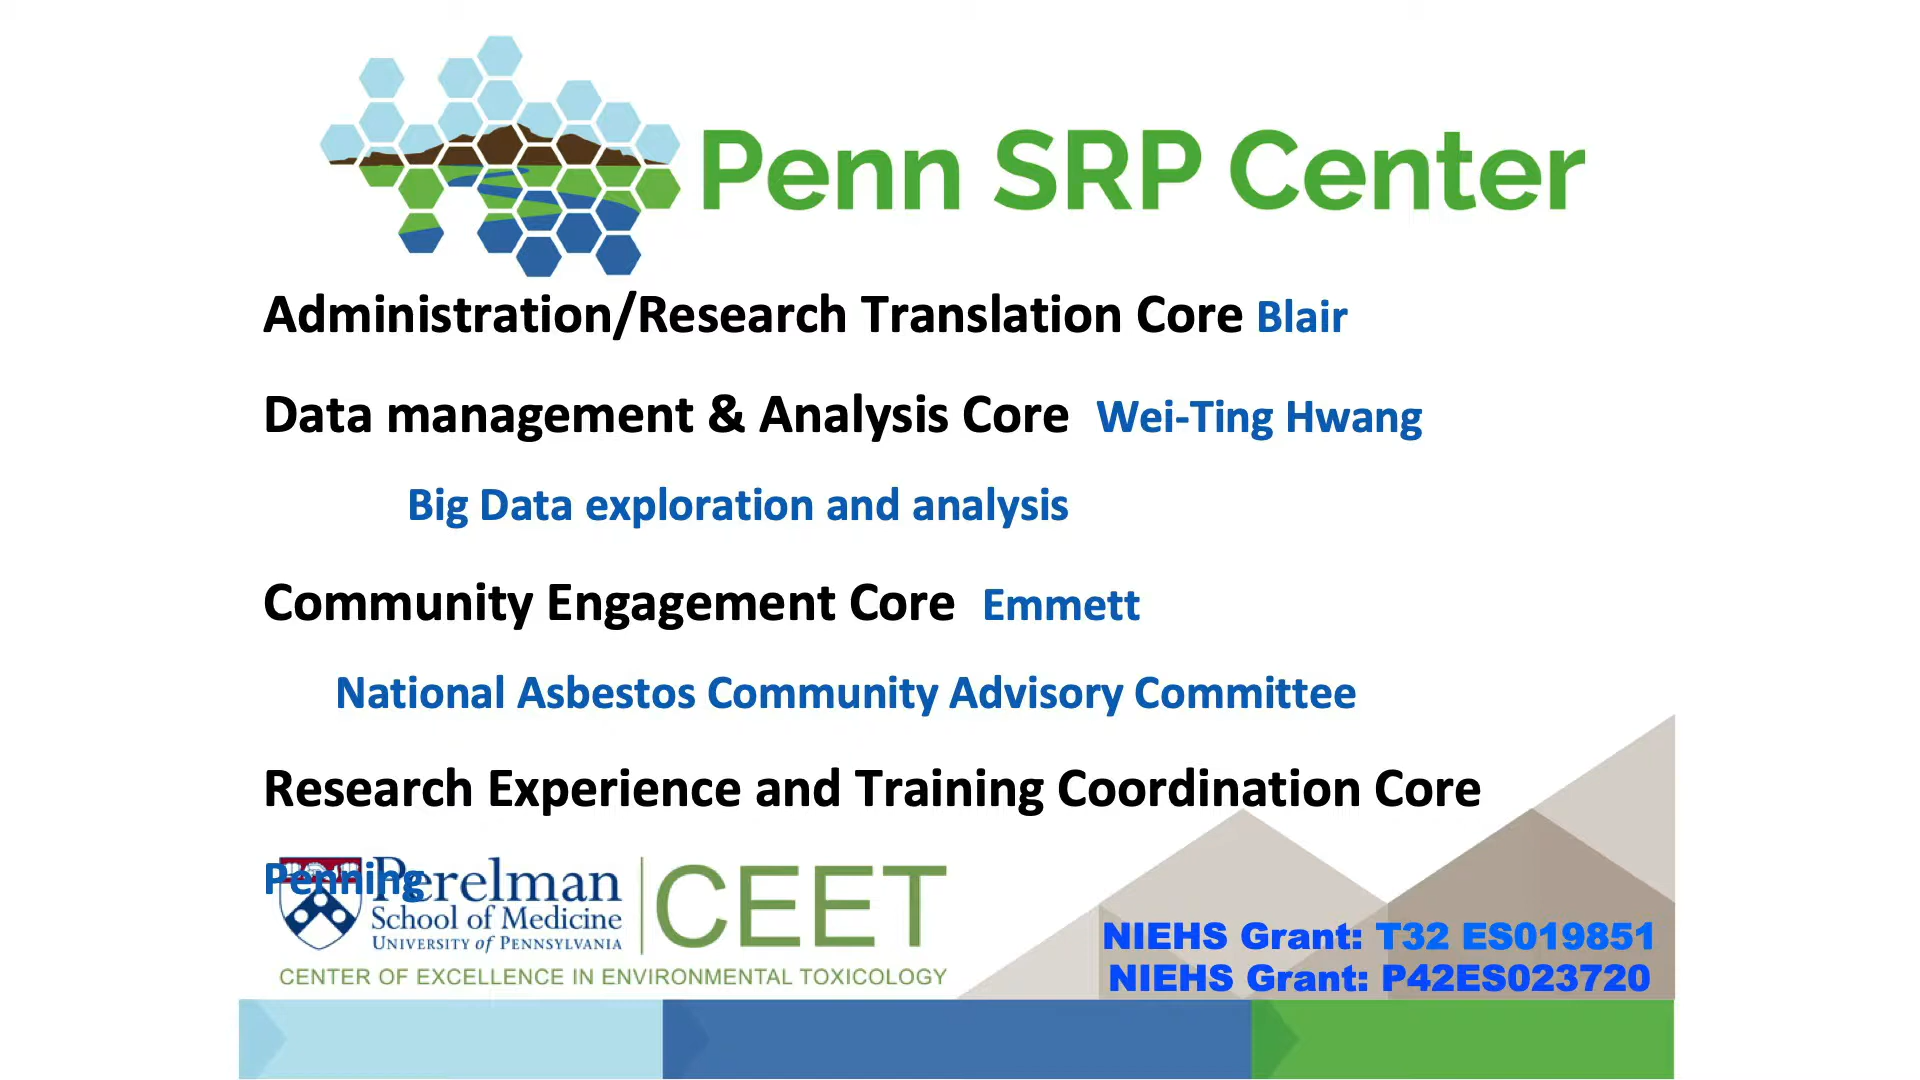 Penn SRP Center
Administration/Research Translation Core Blair
Data management & Analysis Core Wei-Ting Hwang
Big Data exploration and analysis
Community Engagement Core Emmett
National Asbestos Community Advisory Committee
Research Experience and Training Coordination Core
Penning
Perelman
School of Medicine
UNIVERSITY of PENNSYLVANIA
CEET
CENTER OF EXCELLENCE IN ENVIRONMENTAL TOXICOLOGY
NIEHS Grant: T32 ES019851
NIEHS Grant: P42ES023720